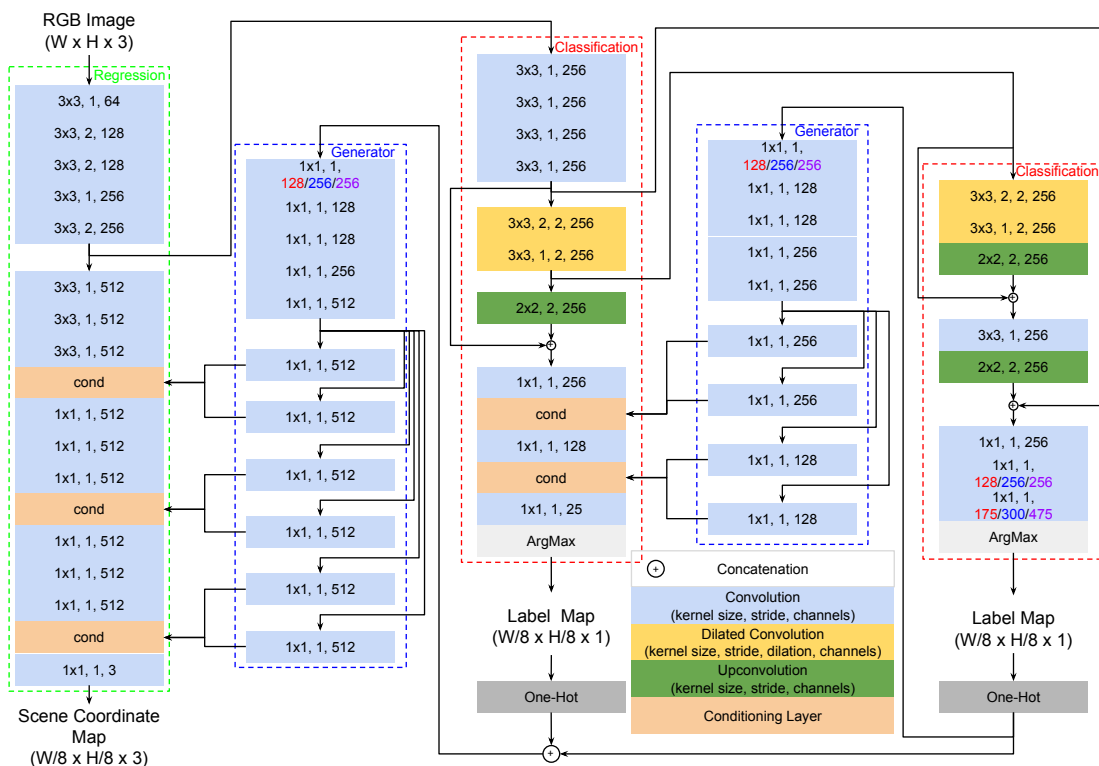 RGB Image
(W x H x 3)
Regression
3x3, 1, 64
3x3, 2, 128
3x3, 2, 128
3x3, 1, 256
3x3, 2, 256
3x3, 1, 512
3x3, 1, 512
3x3, 1, 512
cond
1x1, 1, 512
1x1, 1, 512
1x1, 1, 512
cond
1x1, 1, 512
1x1, 1, 512
1x1, 1, 512
cond
1x1, 1, 3
Scene Coordinate
Map
(W/8 x H/8 x 3)
Generator
1x1, 1,
128/256/256
1x1, 1, 128
1x1, 1, 128
1x1, 1, 256
1x1, 1, 512
1x1, 1, 512
1x1, 1, 512
1x1, 1, 512
1x1, 1, 512
1x1, 1, 512
1x1, 1, 512
Classification
3x3, 1, 256
3x3, 1, 256
3x3, 1, 256
3x3, 1, 256
3x3, 2, 2, 256
3x3, 1, 2, 256
2x2, 2, 256
1x1, 1, 256
cond
1x1, 1, 128
cond
1x1, 1, 25
ArgMax
Label Map
(W/8 x H/8 x 1)
One-Hot
Generator
1x1, 1,
128/256/256
1x1, 1, 128
1x1, 1, 128
1x1, 1, 256
1x1, 1, 256
1x1, 1, 256
1x1, 1, 256
1x1, 1, 128
1x1, 1, 128
Classification
3x3, 2, 2, 256
3x3, 1, 2, 256
2x2, 2, 256
3x3, 1, 256
2x2, 2, 256
1x1, 1, 256
1x1, 1,
128/256/256
1x1, 1,
175/300/475
ArgMax
Label Map
(W/8 x H/8 x 1)
One-Hot
Concatenation
Convolution
(kernel size, stride, channels)
Dilated Convolution
(kernel size, stride, dilation, channels)
Upconvolution
(kernel size, stride, channels)
Conditioning Layer